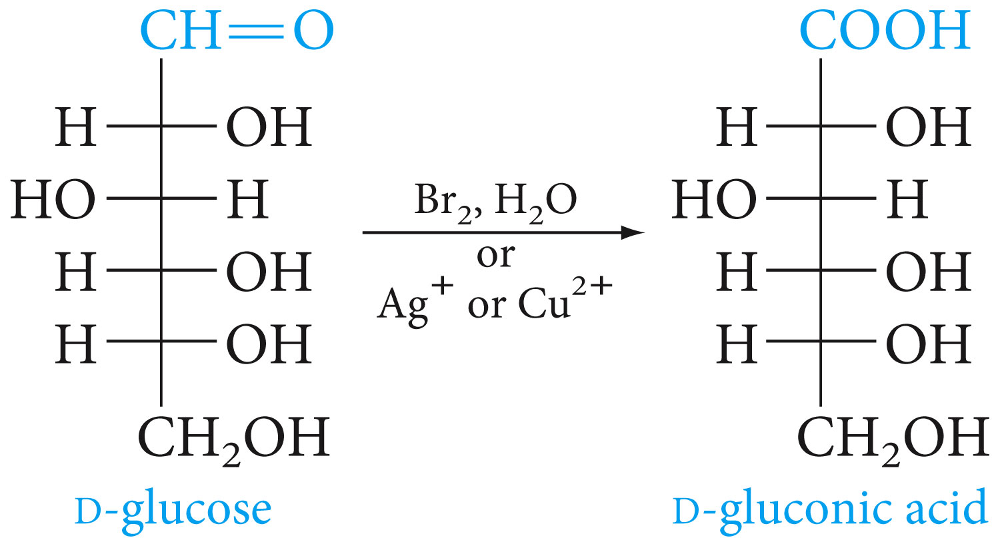 CH=O COOH
H OH H OH
HO H HO H
Br₂, H₂O
or
H OH H OH
Ag⁺ or Cu²⁺
H OH H OH
CH₂OH CH₂OH
D-glucose D-gluconic acid